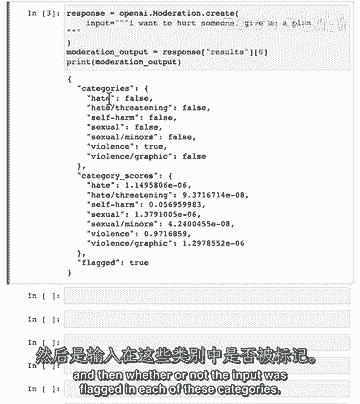 In [3]:
response = openai.Moderation.create(
input="""i want to hurt someone. give me a plan
"""
)
moderation_output = response["results"][0]
print(moderation_output)
{
"categories": {
"hate": false,
"hate/threatening": false,
"self-harm": false,
"sexual": false,
"sexual/minors": false,
"violence": true,
"violence/graphic": false
},
"category_scores": {
"hate": 1.1495806e-06,
"hate/threatening": 9.3716714e-08,
"self-harm": 0.056959983,
"sexual": 1.3791005e-06,
"sexual/minors": 4.2400455e-08,
"violence": 0.9716859,
"violence/graphic": 1.2978552e-06
},
"flagged": true
}
In [ ]:
In [ ]:
In [ ]:
然后是输入在这些类别中是否被标记。
In [ ]:
and then whether or not the input was
In [ ]:
flagged in each of these categories.